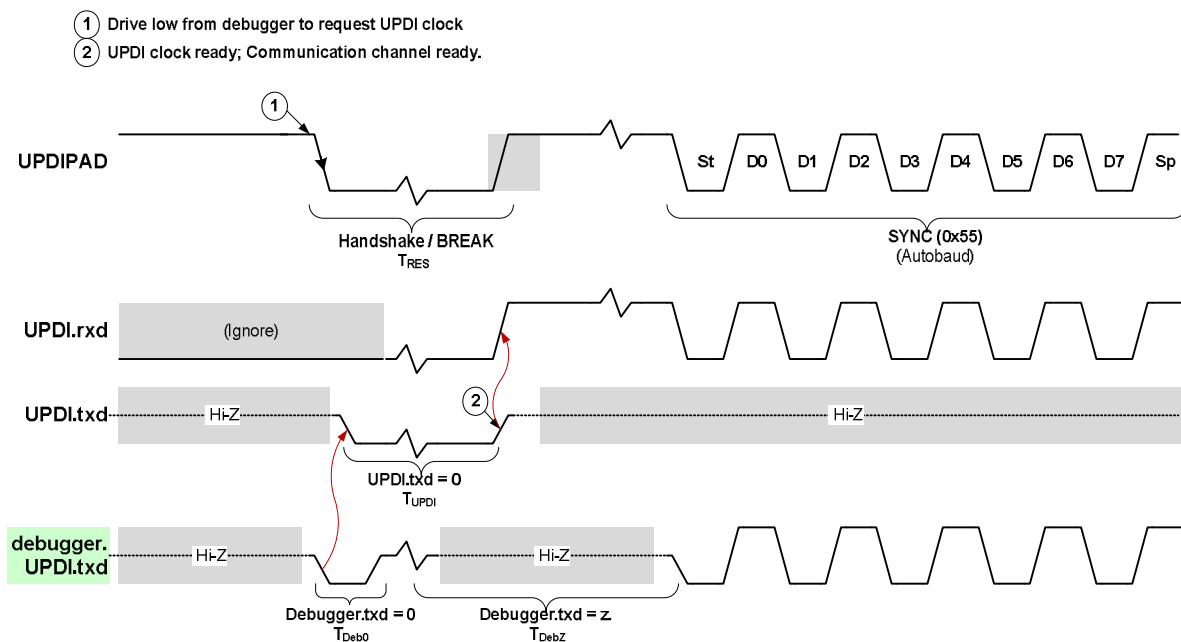 1 Drive low from debugger to request UPDI clock
2 UPDI clock ready; Communication channel ready.
1
UPDIPAD
St D0 D1 D2 D3 D4 D5 D6 D7 Sp
Handshake / BREAK
TRES
SYNC (0x55)
(Autobaud)
UPDI.rxd
(Ignore)
2
UPDI.txd
Hi-Z
Hi-Z
UPDI.txd = 0
TUPDI
debugger.
UPDI.txd
Hi-Z
Hi-Z
Debugger.txd = 0
TDeb0
Debugger.txd = z.
TDebZ